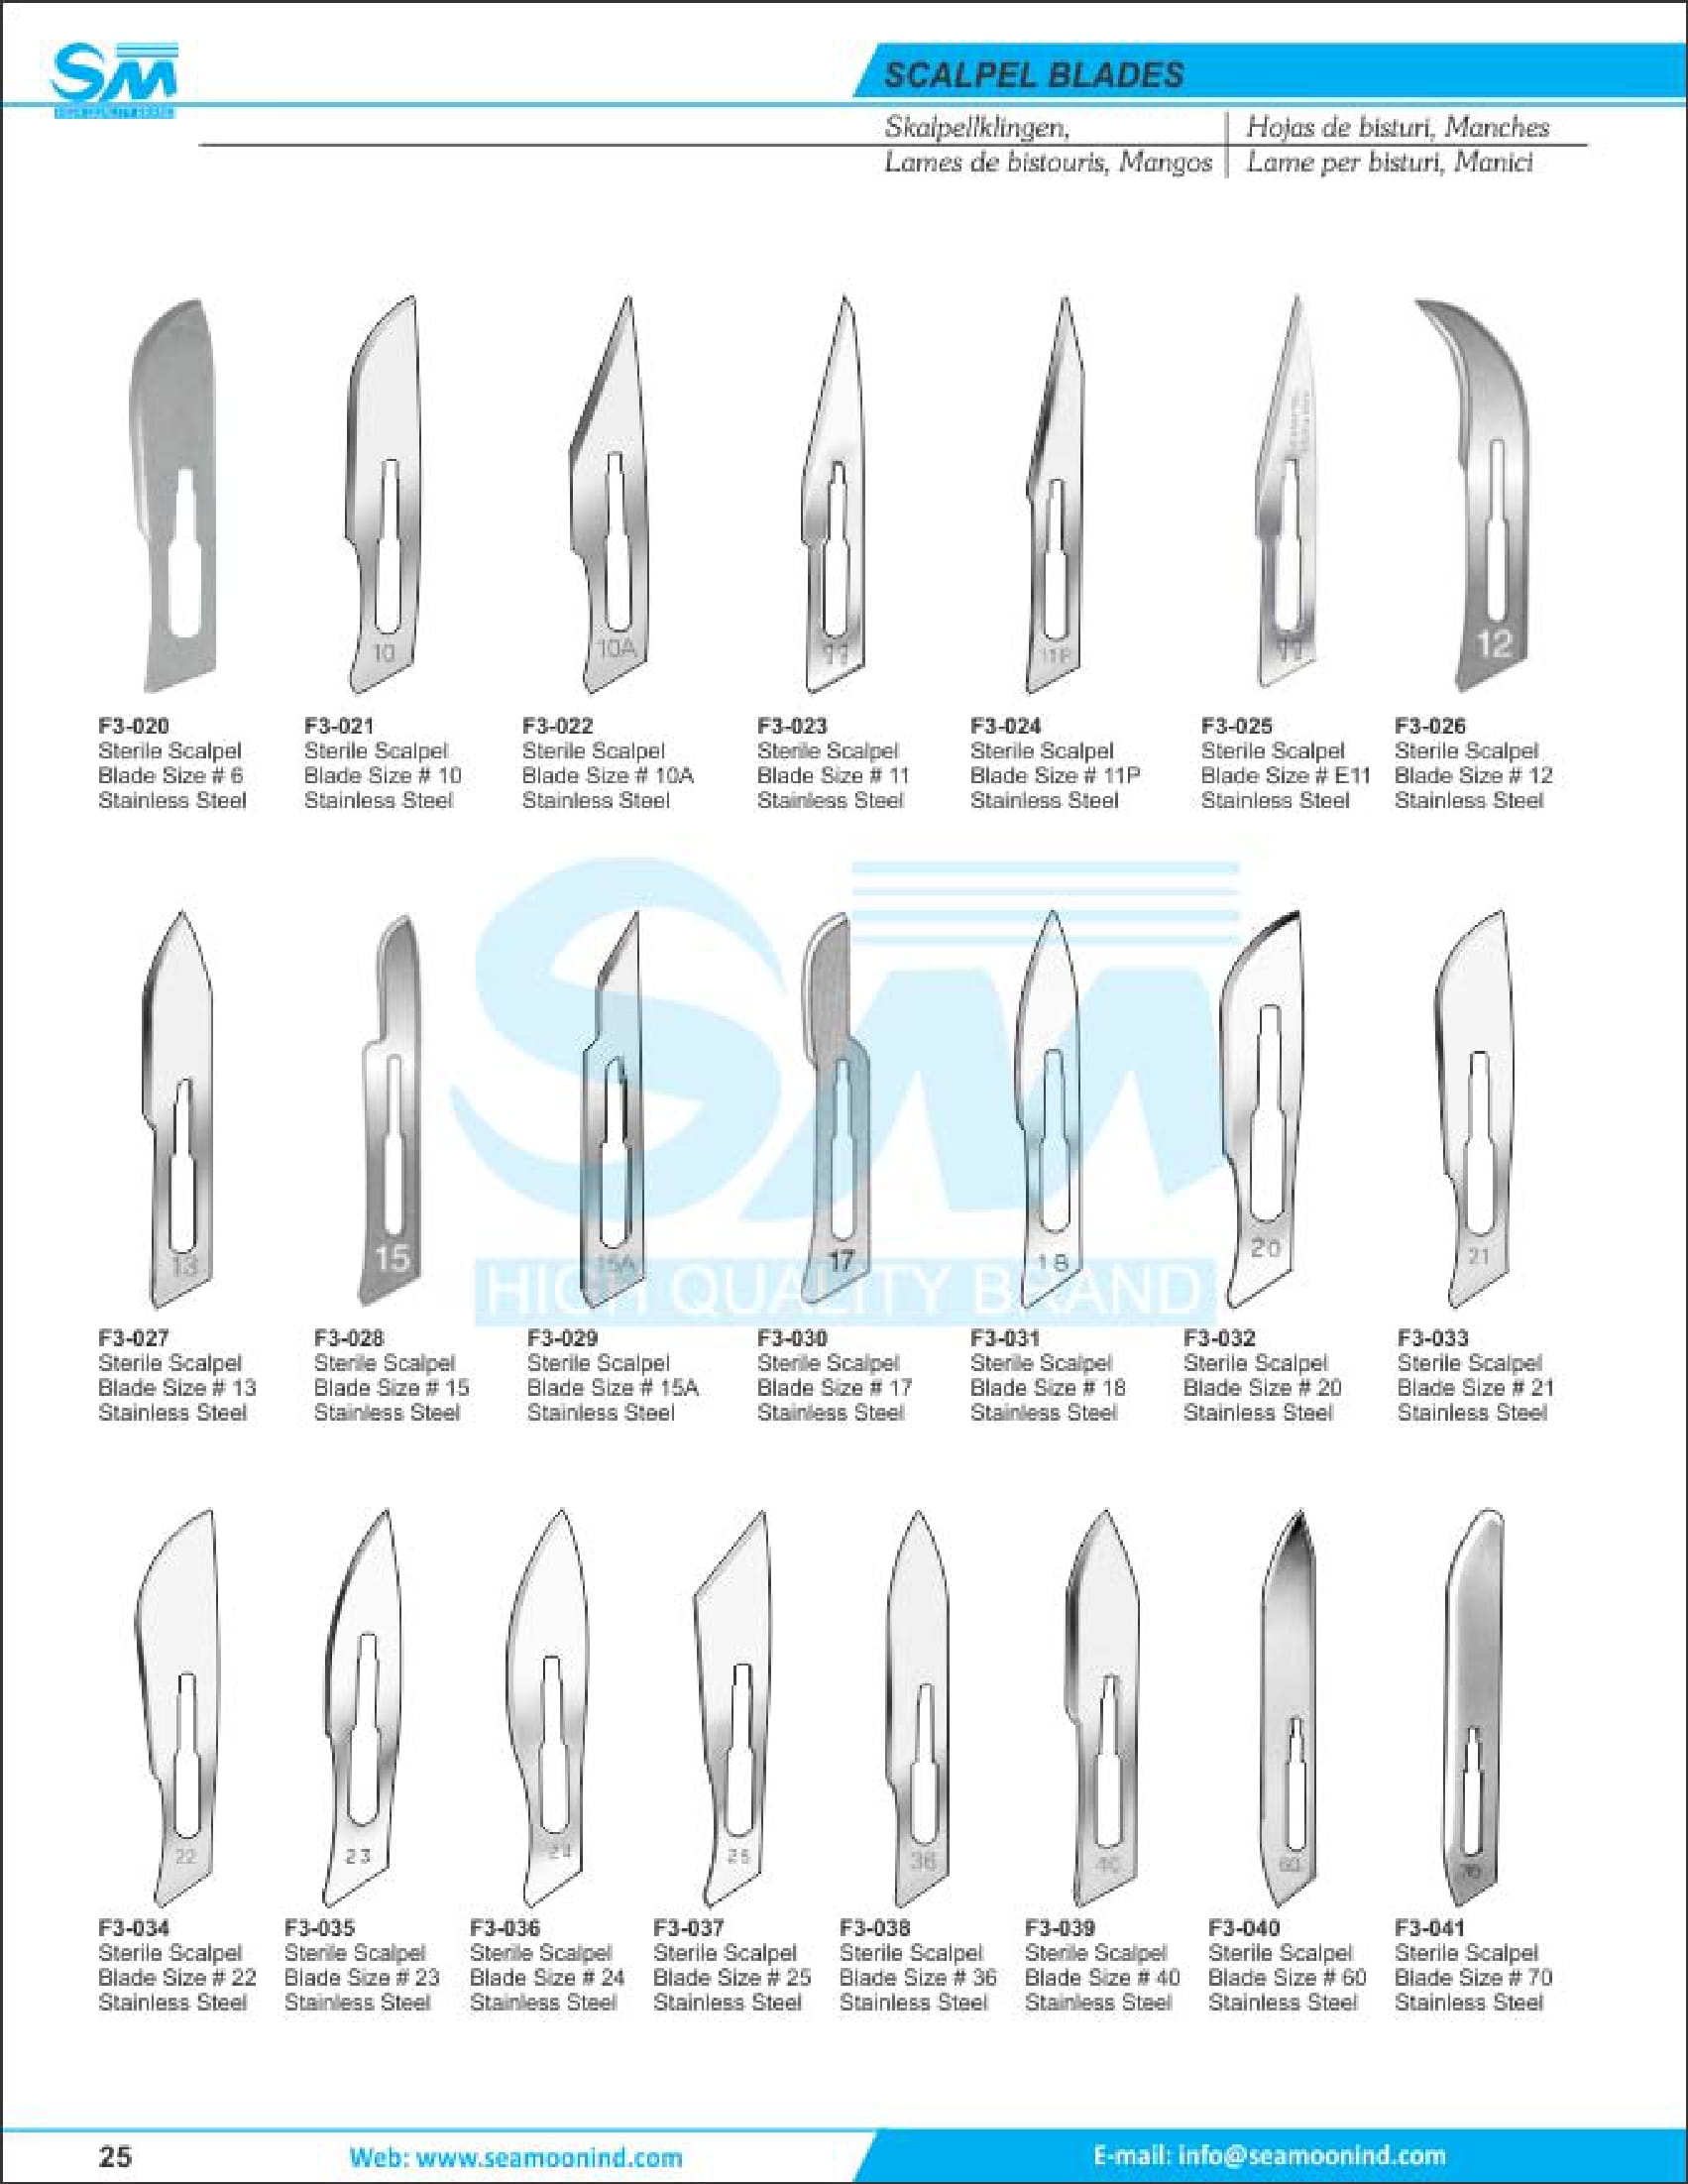 SM
HIGH QUALITY BRAND
SCALPEL BLADES
Skalpellklingen,
Hojas de bisturi, Manches
Lames de bistouris, Mangos
Lame per bisturi, Manici
10
10A
11
11P
11
12
F3-020
Sterile Scalpel
Blade Size # 6
Stainless Steel
F3-021
Sterile Scalpel
Blade Size # 10
Stainless Steel
F3-022
Sterile Scalpel
Blade Size # 10A
Stainless Steel
F3-023
Sterile Scalpel
Blade Size # 11
Stainless Steel
F3-024
Sterile Scalpel
Blade Size # 11P
Stainless Steel
F3-025
Sterile Scalpel
Blade Size # E11
Stainless Steel
F3-026
Sterile Scalpel
Blade Size # 12
Stainless Steel
SM
HIGH QUALITY BRAND
13
15
15A
17
18
20
21
F3-027
Sterile Scalpel
Blade Size # 13
Stainless Steel
F3-028
Sterile Scalpel
Blade Size # 15
Stainless Steel
F3-029
Sterile Scalpel
Blade Size # 15A
Stainless Steel
F3-030
Sterile Scalpel
Blade Size # 17
Stainless Steel
F3-031
Sterile Scalpel
Blade Size # 18
Stainless Steel
F3-032
Sterile Scalpel
Blade Size # 20
Stainless Steel
F3-033
Sterile Scalpel
Blade Size # 21
Stainless Steel
22
23
24
25
36
40
60
70
F3-034
Sterile Scalpel
Blade Size # 22
Stainless Steel
F3-035
Sterile Scalpel
Blade Size # 23
Stainless Steel
F3-036
Sterile Scalpel
Blade Size # 24
Stainless Steel
F3-037
Sterile Scalpel
Blade Size # 25
Stainless Steel
F3-038
Sterile Scalpel
Blade Size # 36
Stainless Steel
F3-039
Sterile Scalpel
Blade Size # 40
Stainless Steel
F3-040
Sterile Scalpel
Blade Size # 60
Stainless Steel
F3-041
Sterile Scalpel
Blade Size # 70
Stainless Steel
25
Web: www.seamoonind.com
E-mail: info@seamoonind.com